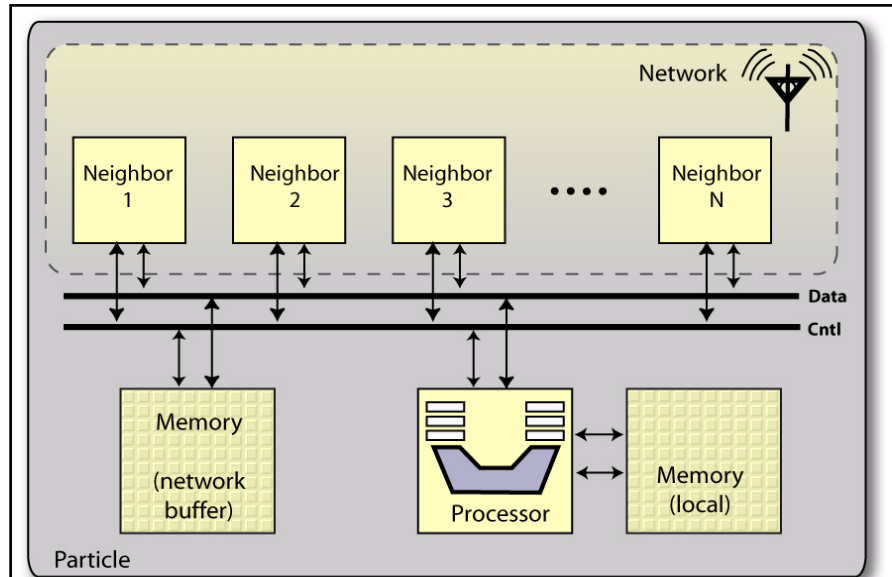 Network
Neighbor
1
Neighbor
2
Neighbor
3
Neighbor
N
Data
Cntl
Memory
(network
buffer)
Processor
Memory
(local)
Particle